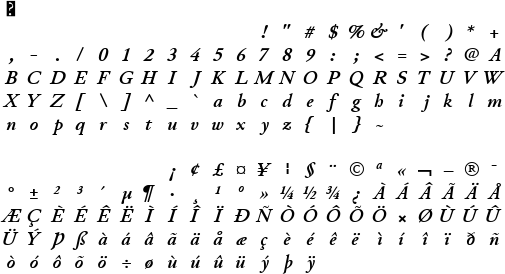 ! " # $ % & ' ( ) * +
, - . / 0 1 2 3 4 5 6 7 8 9 : ; < = > ? @ A
B C D E F G H I J K L M N O P Q R S T U V W
X Y Z [ \ ] ^ _ ` a b c d e f g h i j k l m
n o p q r s t u v w x y z { | } ~
¡ ¢ £ ¤ ¥ ¦ § ¨ © ª « ¬ – ® ¯
° ± ² ³ ´ µ ¶ · ¸ ¹ º » ¼ ½ ¾ ¿ À Á Â Ã Ä Å
Æ Ç È É Ê Ë Ì Í Î Ï Ð Ñ Ò Ó Ô Õ Ö × Ø Ù Ú Û
Ü Ý Þ ß à á â ã ä å æ ç è é ê ë ì í î ï ð ñ
ò ó ô õ ö ÷ ø ù ú û ü ý þ ÿ